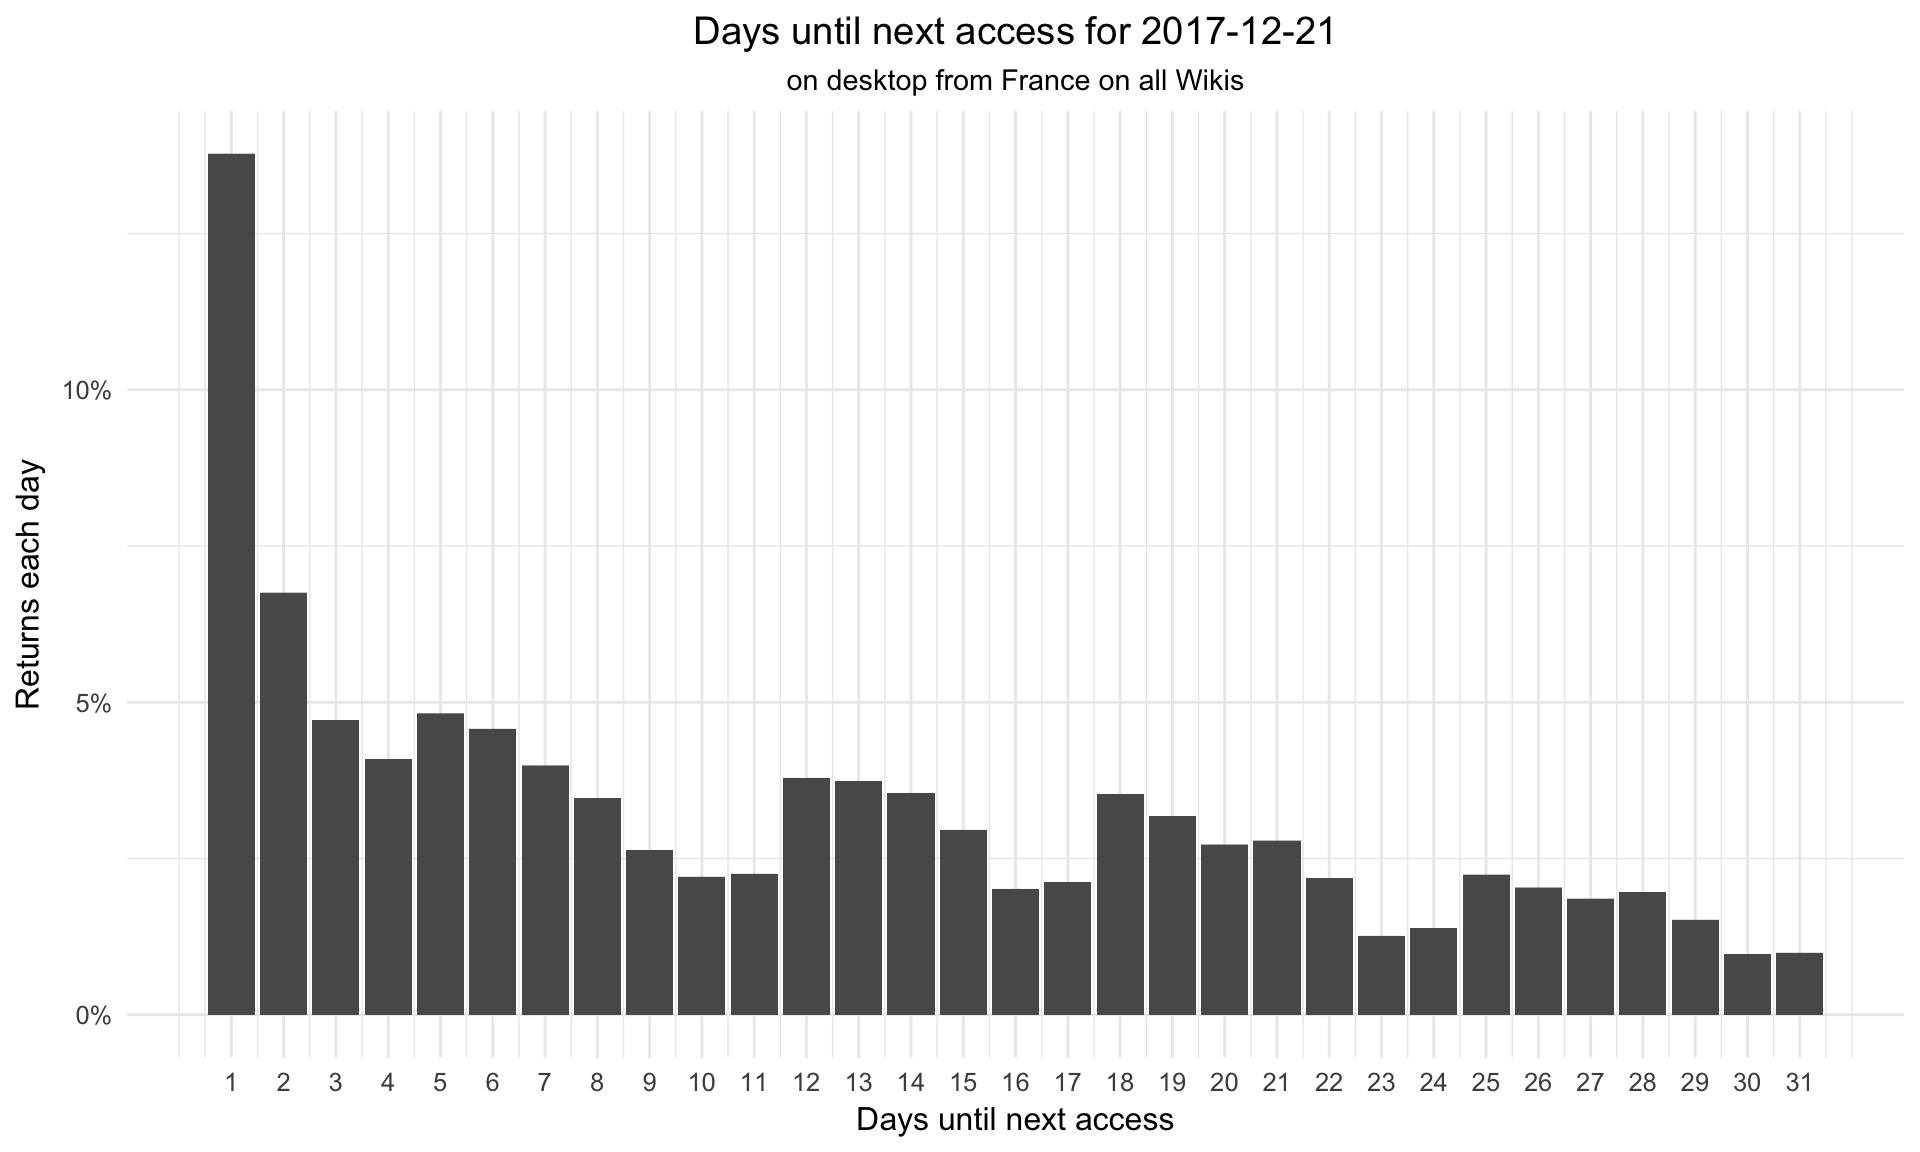 Days until next access for 2017-12-21
on desktop from France on all Wikis
Returns each day
10%
5%
0%
1 2 3 4 5 6 7 8 9 10 11 12 13 14 15 16 17 18 19 20 21 22 23 24 25 26 27 28 29 30 31
Days until next access